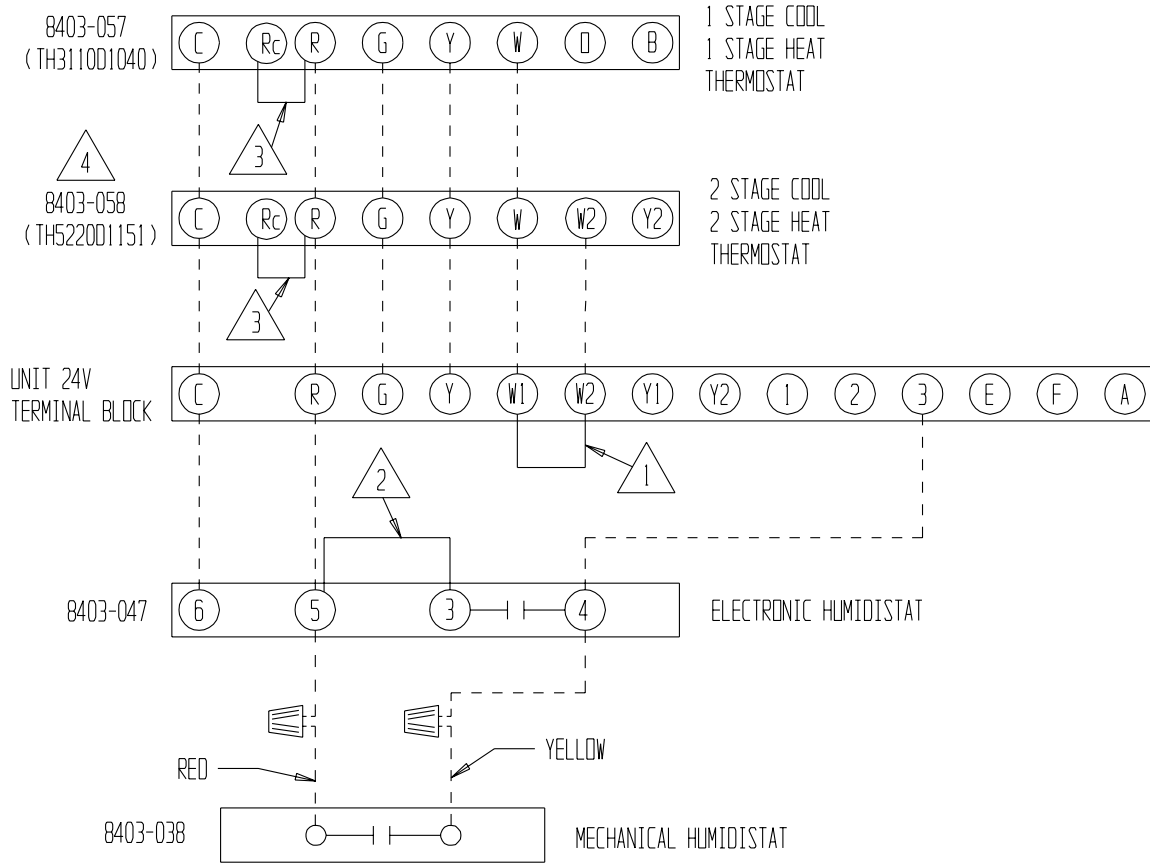 8403-057
(TH3110D1040)
C Rc R G Y W O B
1 STAGE COOL
1 STAGE HEAT
THERMOSTAT
3
4
8403-058
(TH5220D1151)
C Rc R G Y W W2 Y2
2 STAGE COOL
2 STAGE HEAT
THERMOSTAT
3
UNIT 24V
TERMINAL BLOCK
C R G Y W1 W2 Y1 Y2 1 2 3 E F A
2
1
8403-047
6 5 3 4
ELECTRONIC HUMIDISTAT
RED
YELLOW
8403-038
MECHANICAL HUMIDISTAT